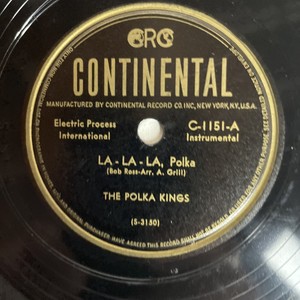 CRC
CONTINENTAL
MANUFACTURED BY CONTINENTAL RECORD CO. INC., NEW YORK, N.Y., U.S.A.
Electric Process
International
C-1151-A
Instrumental
LA - LA - LA, Polka
(Bob Ross-Arr. A. Grill)
THE POLKA KINGS
(S-3150)